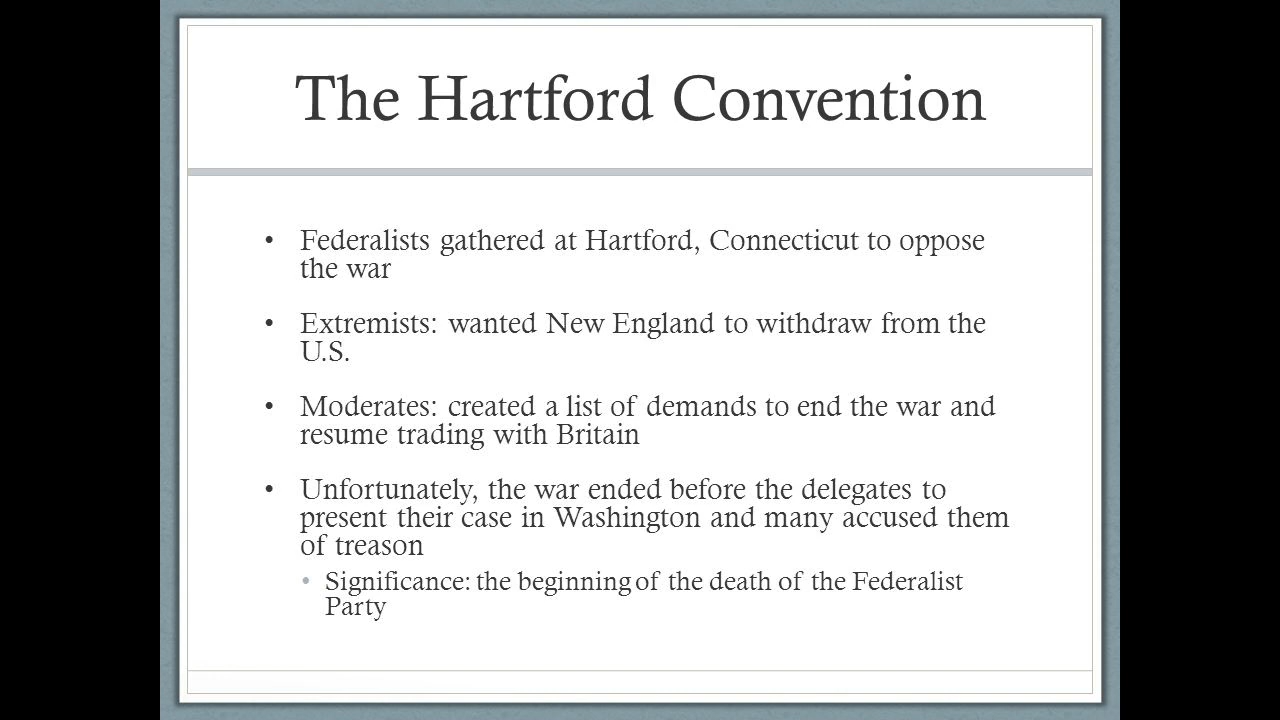 The Hartford Convention
• Federalists gathered at Hartford, Connecticut to oppose
the war
• Extremists: wanted New England to withdraw from the
U.S.
• Moderates: created a list of demands to end the war and
resume trading with Britain
• Unfortunately, the war ended before the delegates to
present their case in Washington and many accused them
of treason
• Significance: the beginning of the death of the Federalist
Party